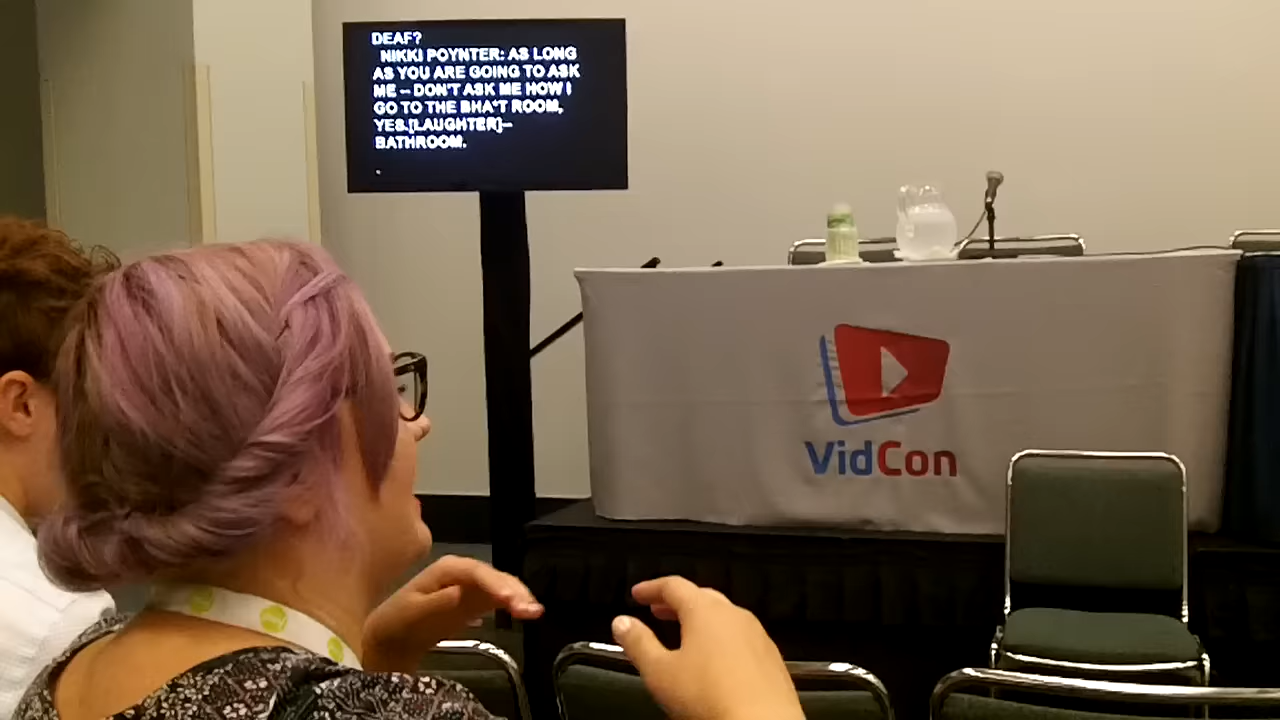 DEAF?
NIKKI POYNTER: AS LONG
AS YOU ARE GOING TO ASK
ME -- DON'T ASK ME HOW I
GO TO THE BHA*T ROOM,
YES.[LAUGHTER]--
BATHROOM.
VidCon